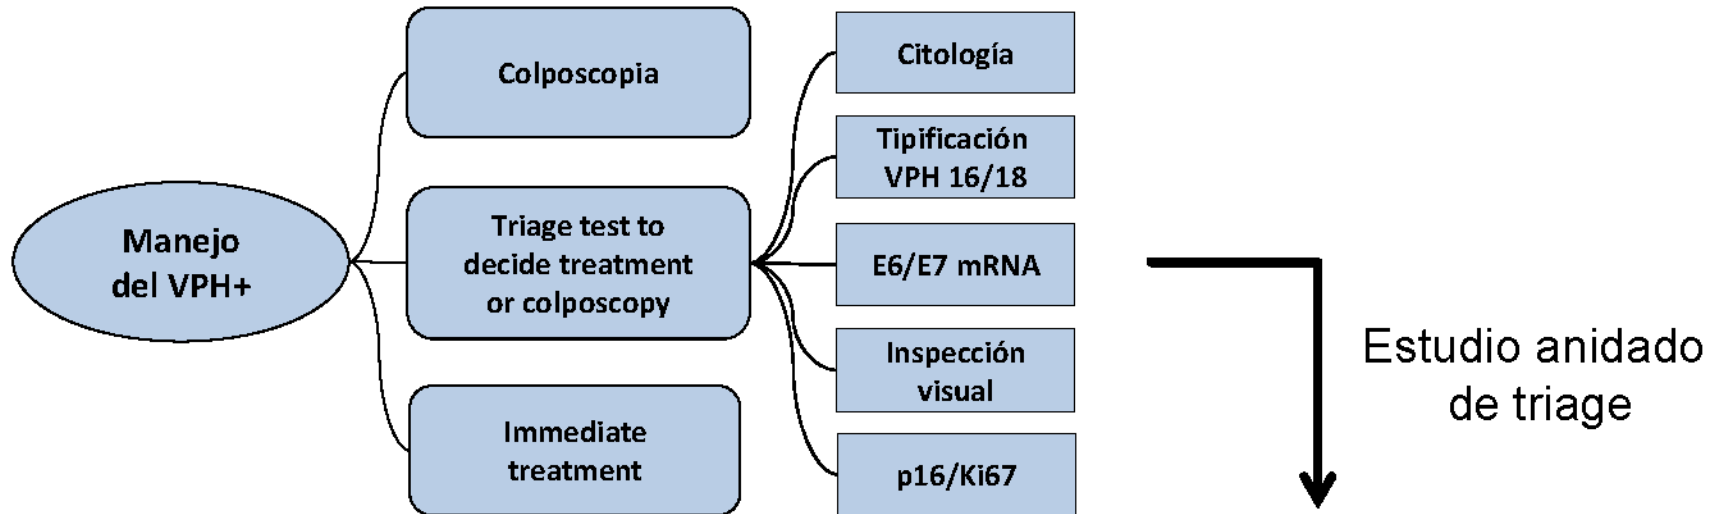 Manejo
del VPH+
Colposcopia
Triage test to
decide treatment
or colposcopy
Immediate
treatment
Citología
Tipificación
VPH 16/18
E6/E7 mRNA
Inspección
visual
p16/Ki67
Estudio anidado
de triage